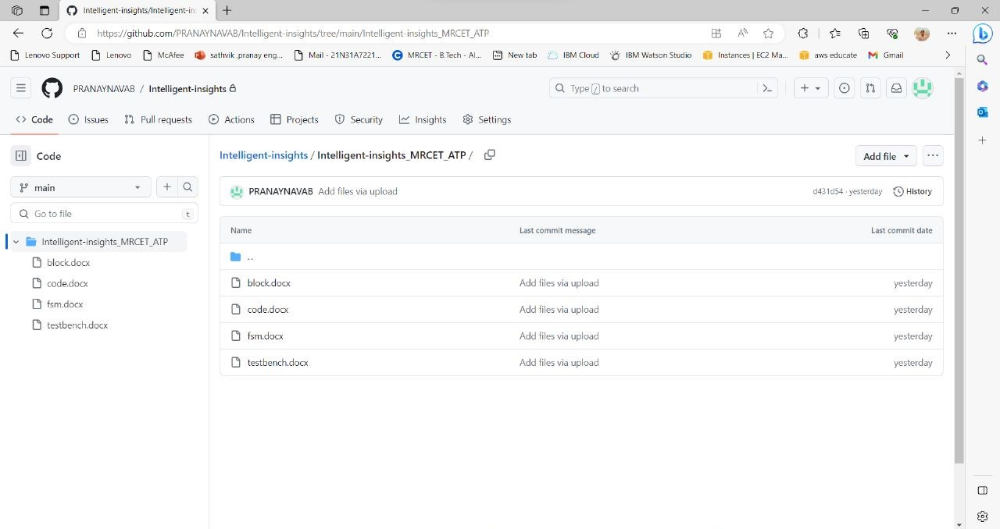 Intelligent-insights/Intelligent-in:
https://github.com/PRANAYNAVAB/Intelligent-insights/tree/main/Intelligent-insights_MRCET_ATP
Lenovo Support Lenovo McAfee sathvik ,pranay eng... Mail - 21N31A7231... MRCET - B.Tech - Al... New tab IBM Cloud IBM Watson Studio Instances | EC2 Ma... aws educate Gmail
PRANAYNAVAB / Intelligent-insights Type / to search
Code Issues Pull requests Actions Projects Security Insights Settings
Code
main
Go to file t
Intelligent-insights_MRCET_ATP
block.docx
code.docx
fsm.docx
testbench.docx
Intelligent-insights / Intelligent-insights_MRCET_ATP / Add file
PRANAYNAVAB Add files via upload d431d54 · yesterday History
Name Last commit message Last commit date
..
block.docx Add files via upload yesterday
code.docx Add files via upload yesterday
fsm.docx Add files via upload yesterday
testbench.docx Add files via upload yesterday